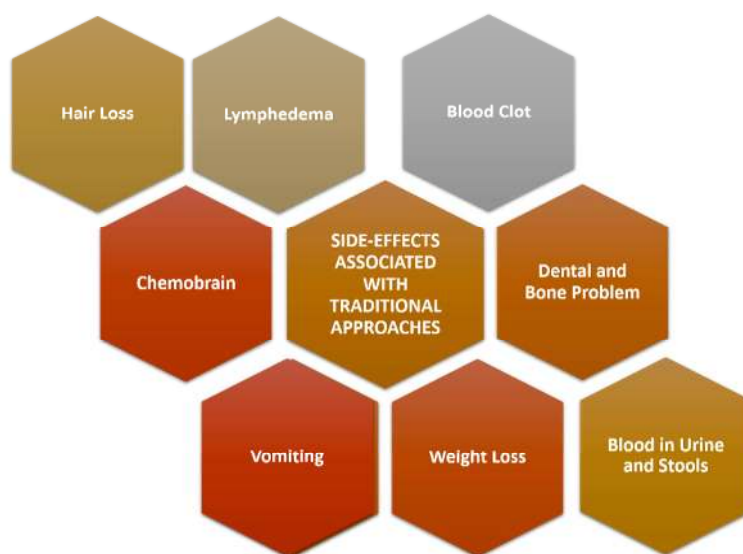 Hair Loss
Lymphedema
Blood Clot
Chemobrain
SIDE-EFFECTS
ASSOCIATED
WITH
TRADITIONAL
APPROACHES
Dental and
Bone Problem
Vomiting
Weight Loss
Blood in Urine
and Stools